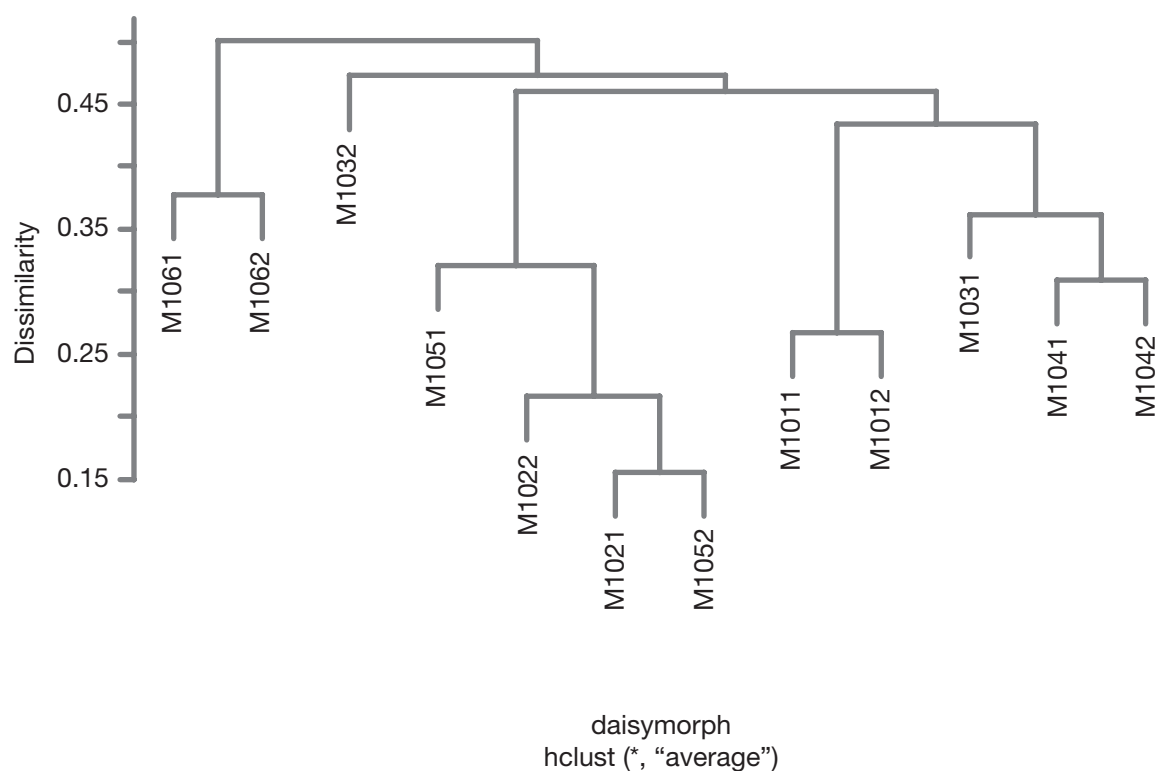 0.45
0.35
0.25
0.15
Dissimilarity
M1061
M1062
M1032
M1051
M1022
M1021
M1052
M1011
M1012
M1031
M1041
M1042
daisymorph
hclust (*, “average”)